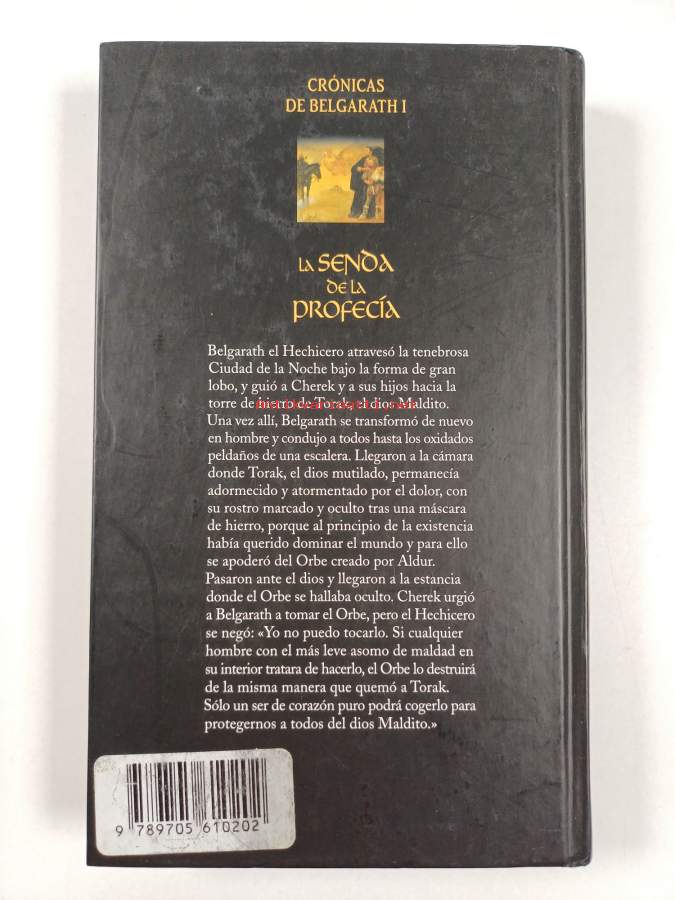 CRÓNICAS
DE BELGARATH I
LA SENDA
DE LA
PROFECÍA
Belgarath el Hechicero atravesó la tenebrosa
Ciudad de la Noche bajo la forma de gran
lobo, y guió a Cherek y a sus hijos hacia la
torre de hierro de Torak, el dios Maldito.
Una vez allí, Belgarath se transformó de nuevo
en hombre y condujo a todos hasta los oxidados
peldaños de una escalera. Llegaron a la cámara
donde Torak, el dios mutilado, permanecía
adormecido y atormentado por el dolor, con
su rostro marcado y oculto tras una máscara
de hierro, porque al principio de la existencia
había querido dominar el mundo y para ello
se apoderó del Orbe creado por Aldur.
Pasaron ante el dios y llegaron a la estancia
donde el Orbe se hallaba oculto. Cherek urgió
a Belgarath a tomar el Orbe, pero el Hechicero
se negó: «Yo no puedo tocarlo. Si cualquier
hombre con el más leve asomo de maldad en
su interior tratara de hacerlo, el Orbe lo destruirá
de la misma manera que quemó a Torak.
Sólo un ser de corazón puro podrá cogerlo para
protegernos a todos del dios Maldito.»
9 789705 610202